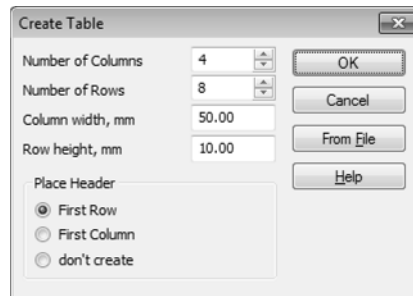 Create Table
Number of Columns 4 OK
Number of Rows 8 Cancel
Column width, mm 50.00 From File
Row height, mm 10.00 Help
Place Header
First Row
First Column
don't create